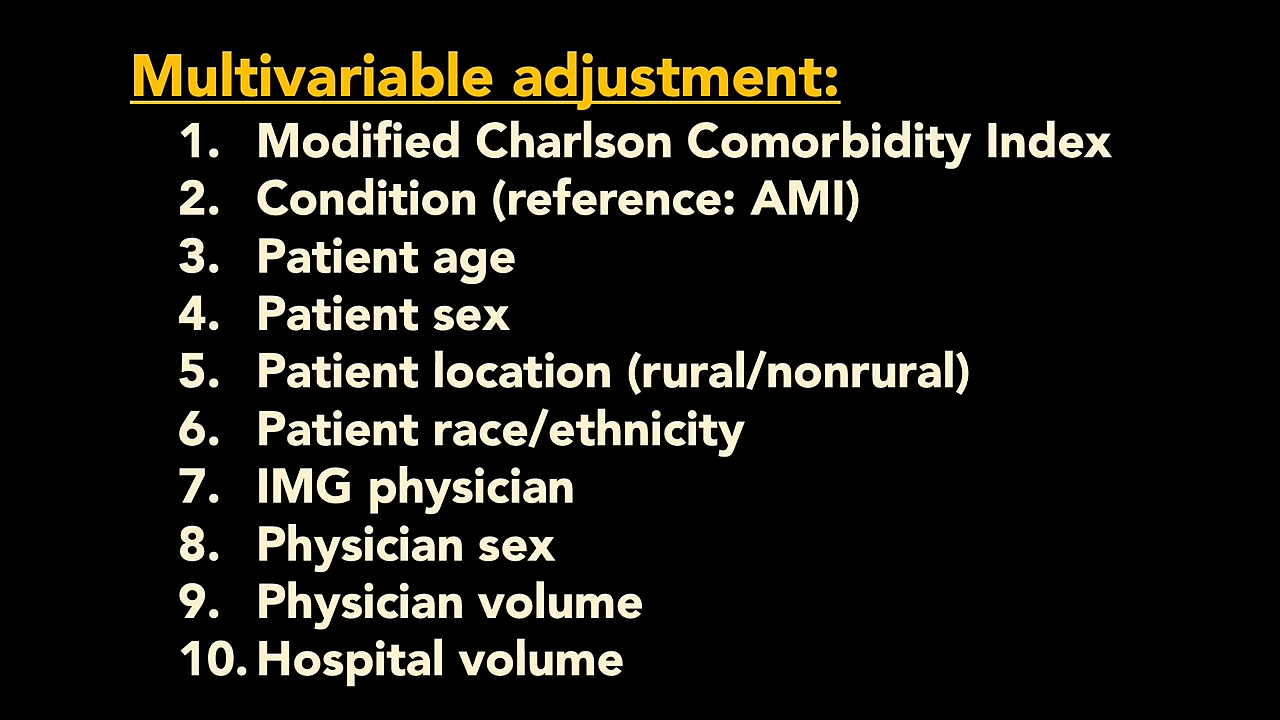 Multivariable adjustment:
1. Modified Charlson Comorbidity Index
2. Condition (reference: AMI)
3. Patient age
4. Patient sex
5. Patient location (rural/nonrural)
6. Patient race/ethnicity
7. IMG physician
8. Physician sex
9. Physician volume
10. Hospital volume